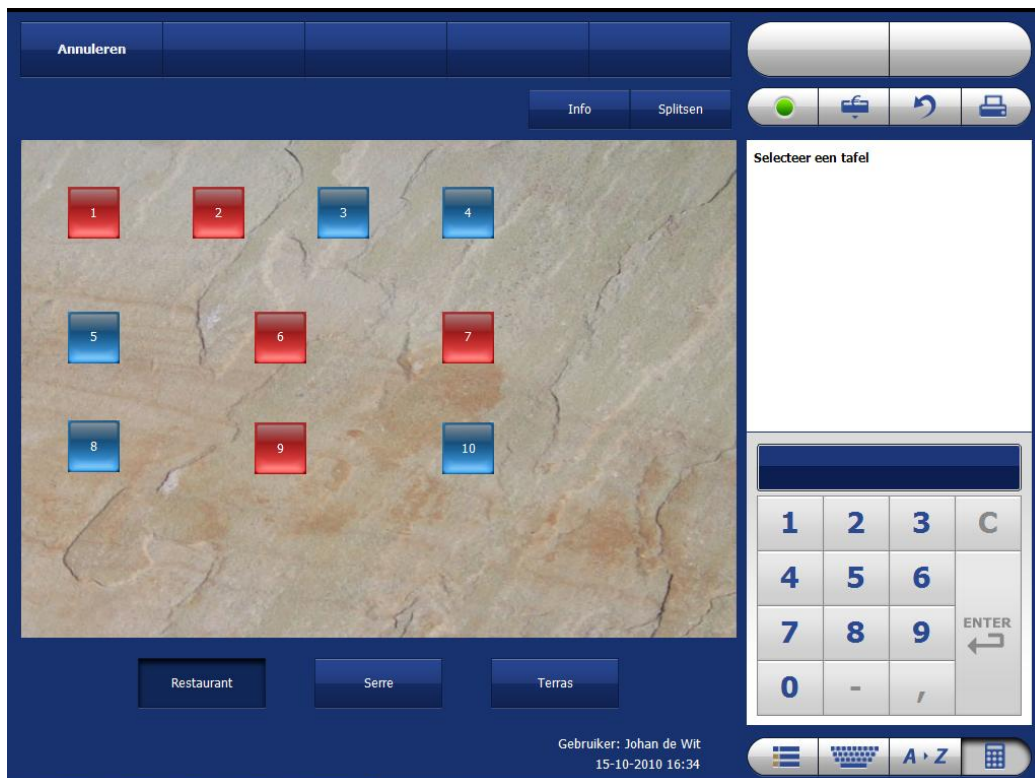 Annuleren
Info Splitsen
Selecteer een tafel
1 2 3 4
5 6 7
8 9 10
1 2 3 C
4 5 6
7 8 9 ENTER
0 - ,
Restaurant Serre Terras
Gebruiker: Johan de Wit
15-10-2010 16:34
A Z